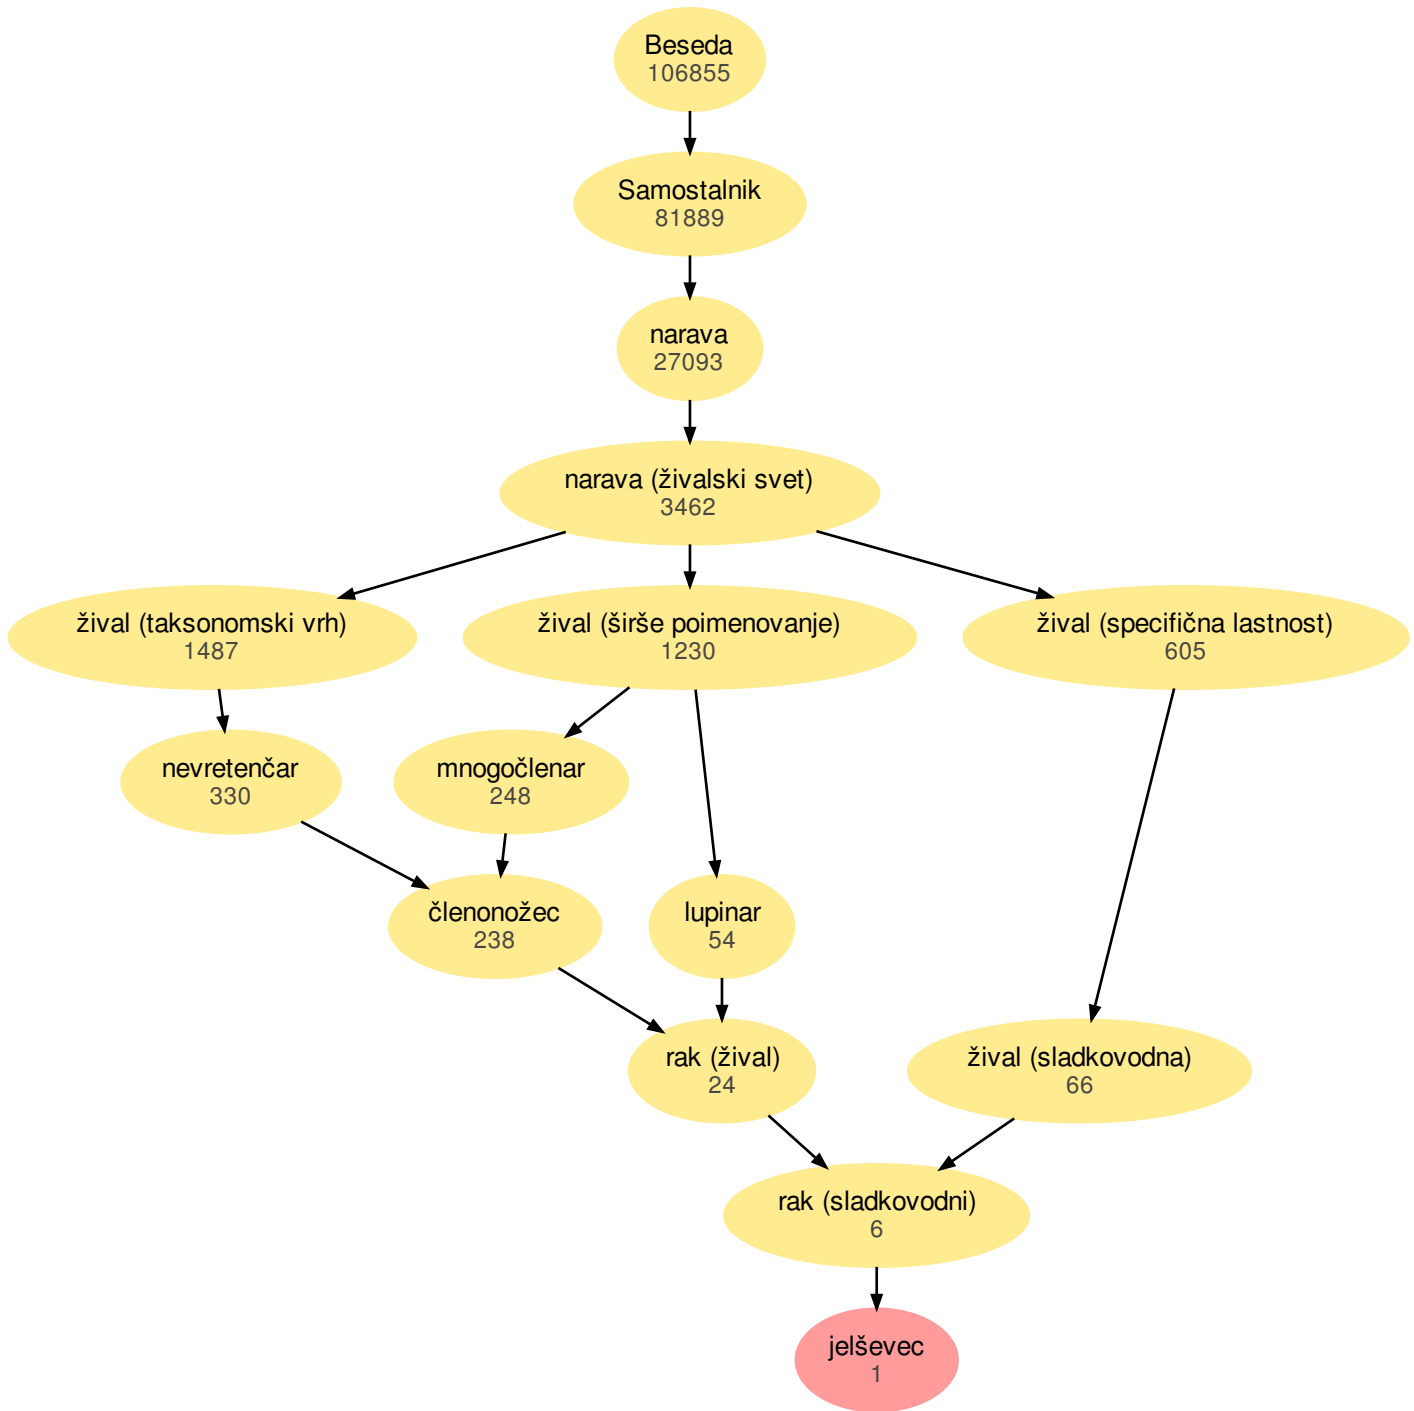 Beseda
106855
Samostalnik
81889
narava
27093
narava (živalski svet)
3462
žival (taksonomski vrh)
1487
žival (širše poimenovanje)
1230
žival (specifična lastnost)
605
nevretenčar
330
mnogočlenar
248
členonožec
238
lupinar
54
rak (žival)
24
žival (sladkovodna)
66
rak (sladkovodni)
6
jelševec
1